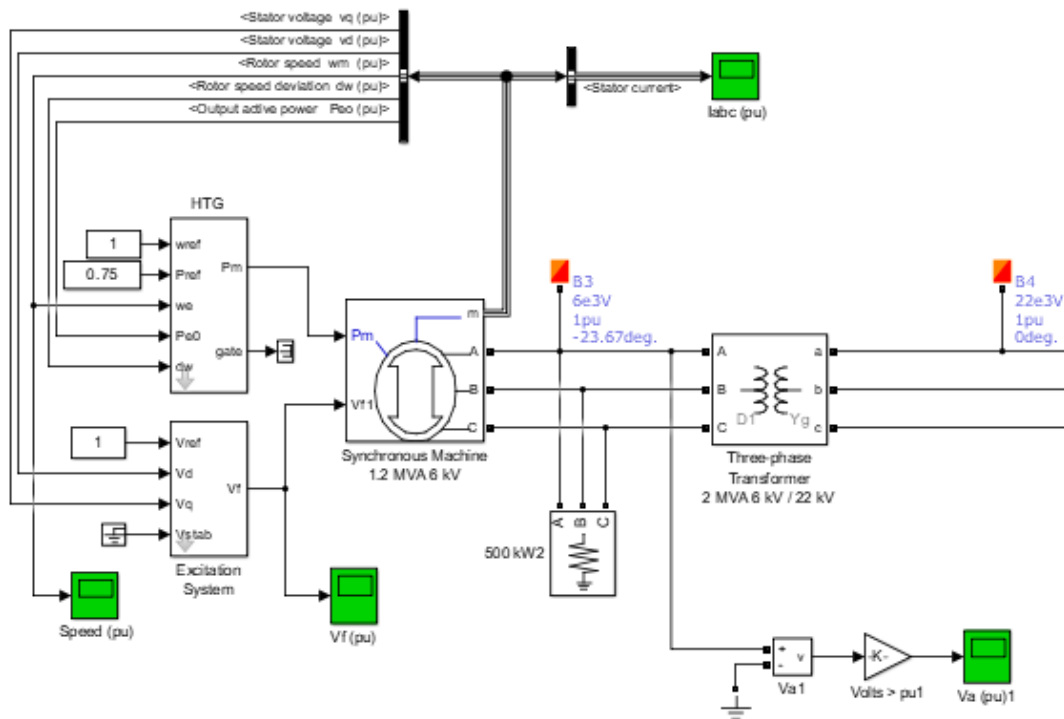 <Stator voltage vq (pu)>
<Stator voltage vd (pu)>
<Rotor speed wm (pu)>
<Rotor speed deviation dw (pu)>
<Output active power Peo (pu)>
<Stator current>
Iabc (pu)
HTG
1
wref
0.75
Pref
we
Pe0
dw
Pm
gate
1
Vref
Vd
Vq
Vstab
Vf
Excitation
System
Speed (pu)
Vf (pu)
Pm
Vf1
m
A
B
C
Synchronous Machine
1.2 MVA 6 kV
B3
6e3V
1pu
-23.67deg.
B4
22e3V
1pu
0deg.
A
B
C
D1
Yg
a
b
c
Three-phase
Transformer
2 MVA 6 kV / 22 kV
A
B
C
500 kW2
+
-
v
Va1
-K-
Volts > pu1
Va (pu)1